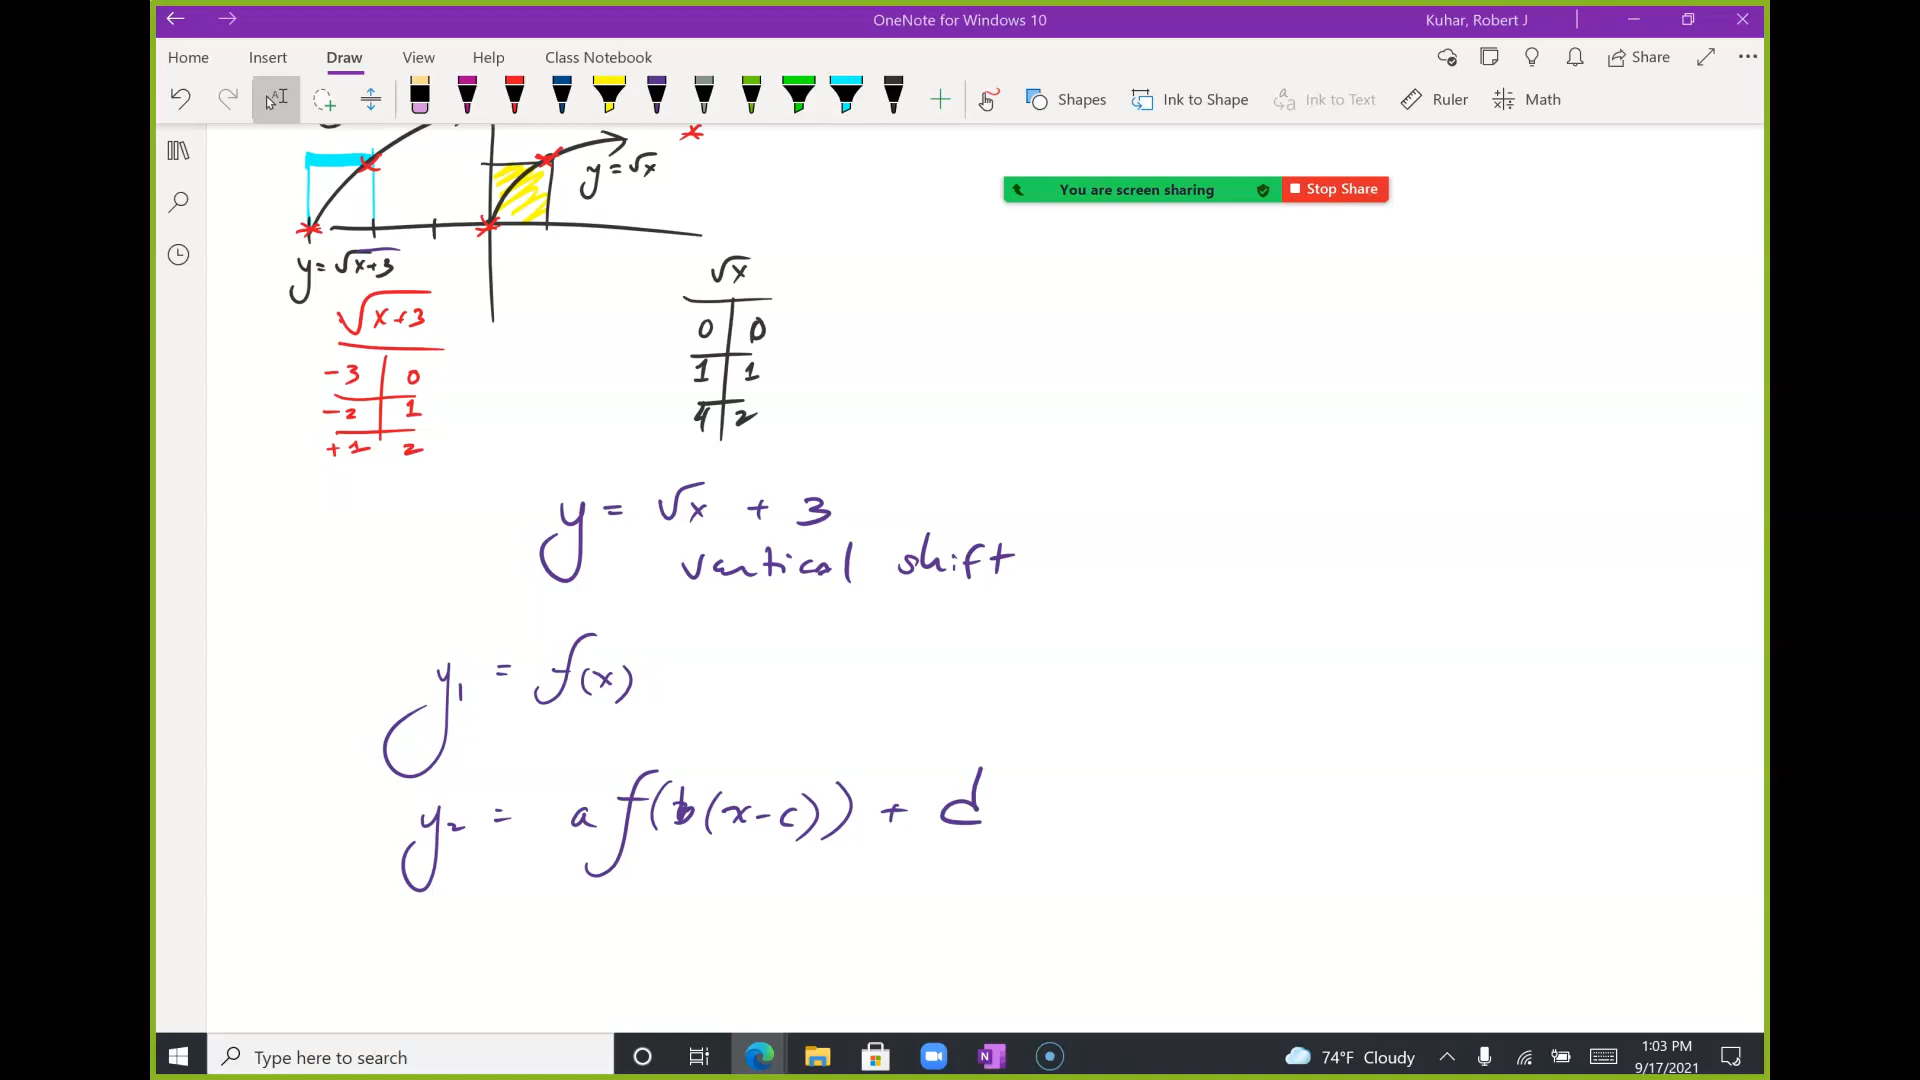 OneNote for Windows 10
Kuhar, Robert J
Home Insert Draw View Help Class Notebook
Share
Shapes Ink to Shape Ink to Text Ruler Math
You are screen sharing Stop Share
y = √x
y = √x+3
√x
0 0
1 1
4 2
√x+3
-3 0
-2 1
+1 2
y = √x + 3
vertical shift
y₁ = f(x)
y₂ = a f(b(x-c)) + d
Type here to search
74°F Cloudy
1:03 PM
9/17/2021